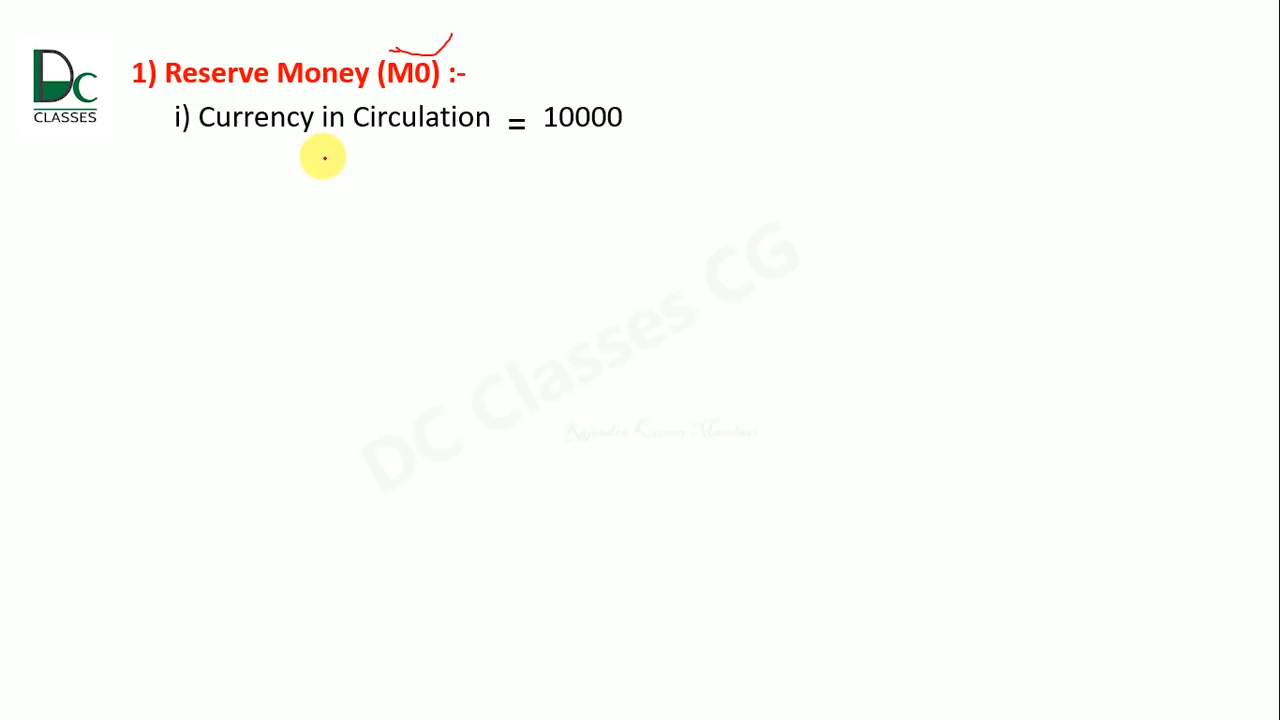 DC
CLASSES
1) Reserve Money (M0) :-
i) Currency in Circulation = 10000
DC Classes CG